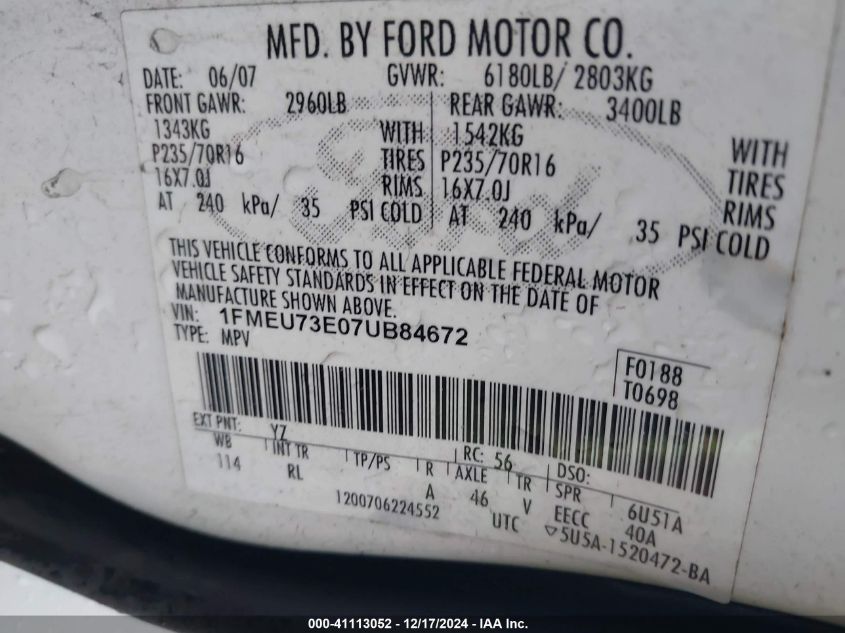 MFD. BY FORD MOTOR CO.
DATE: 06/07 GVWR: 6180LB/ 2803KG
FRONT GAWR: 2960LB REAR GAWR: 3400LB
1343KG WITH 1542KG WITH
P235/70R16 TIRES P235/70R16 TIRES
16X7.0J RIMS 16X7.0J RIMS
AT 240 kPa/ 35 PSI COLD AT 240 kPa/ 35 PSI COLD
THIS VEHICLE CONFORMS TO ALL APPLICABLE FEDERAL MOTOR
VEHICLE SAFETY STANDARDS IN EFFECT ON THE DATE OF
MANUFACTURE SHOWN ABOVE.
VIN: 1FMEU73E07UB84672
TYPE: MPV
F0188
T0698
EXT PNT: YZ RC: 56 DSO:
WB INT TR TP/PS R AXLE TR SPR 6U51A
114 RL A 46 V EECC 40A
1200706224552 UTC ▽5U5A-1520472-BA
Ford
000-41113052 - 12/17/2024 - IAA Inc.